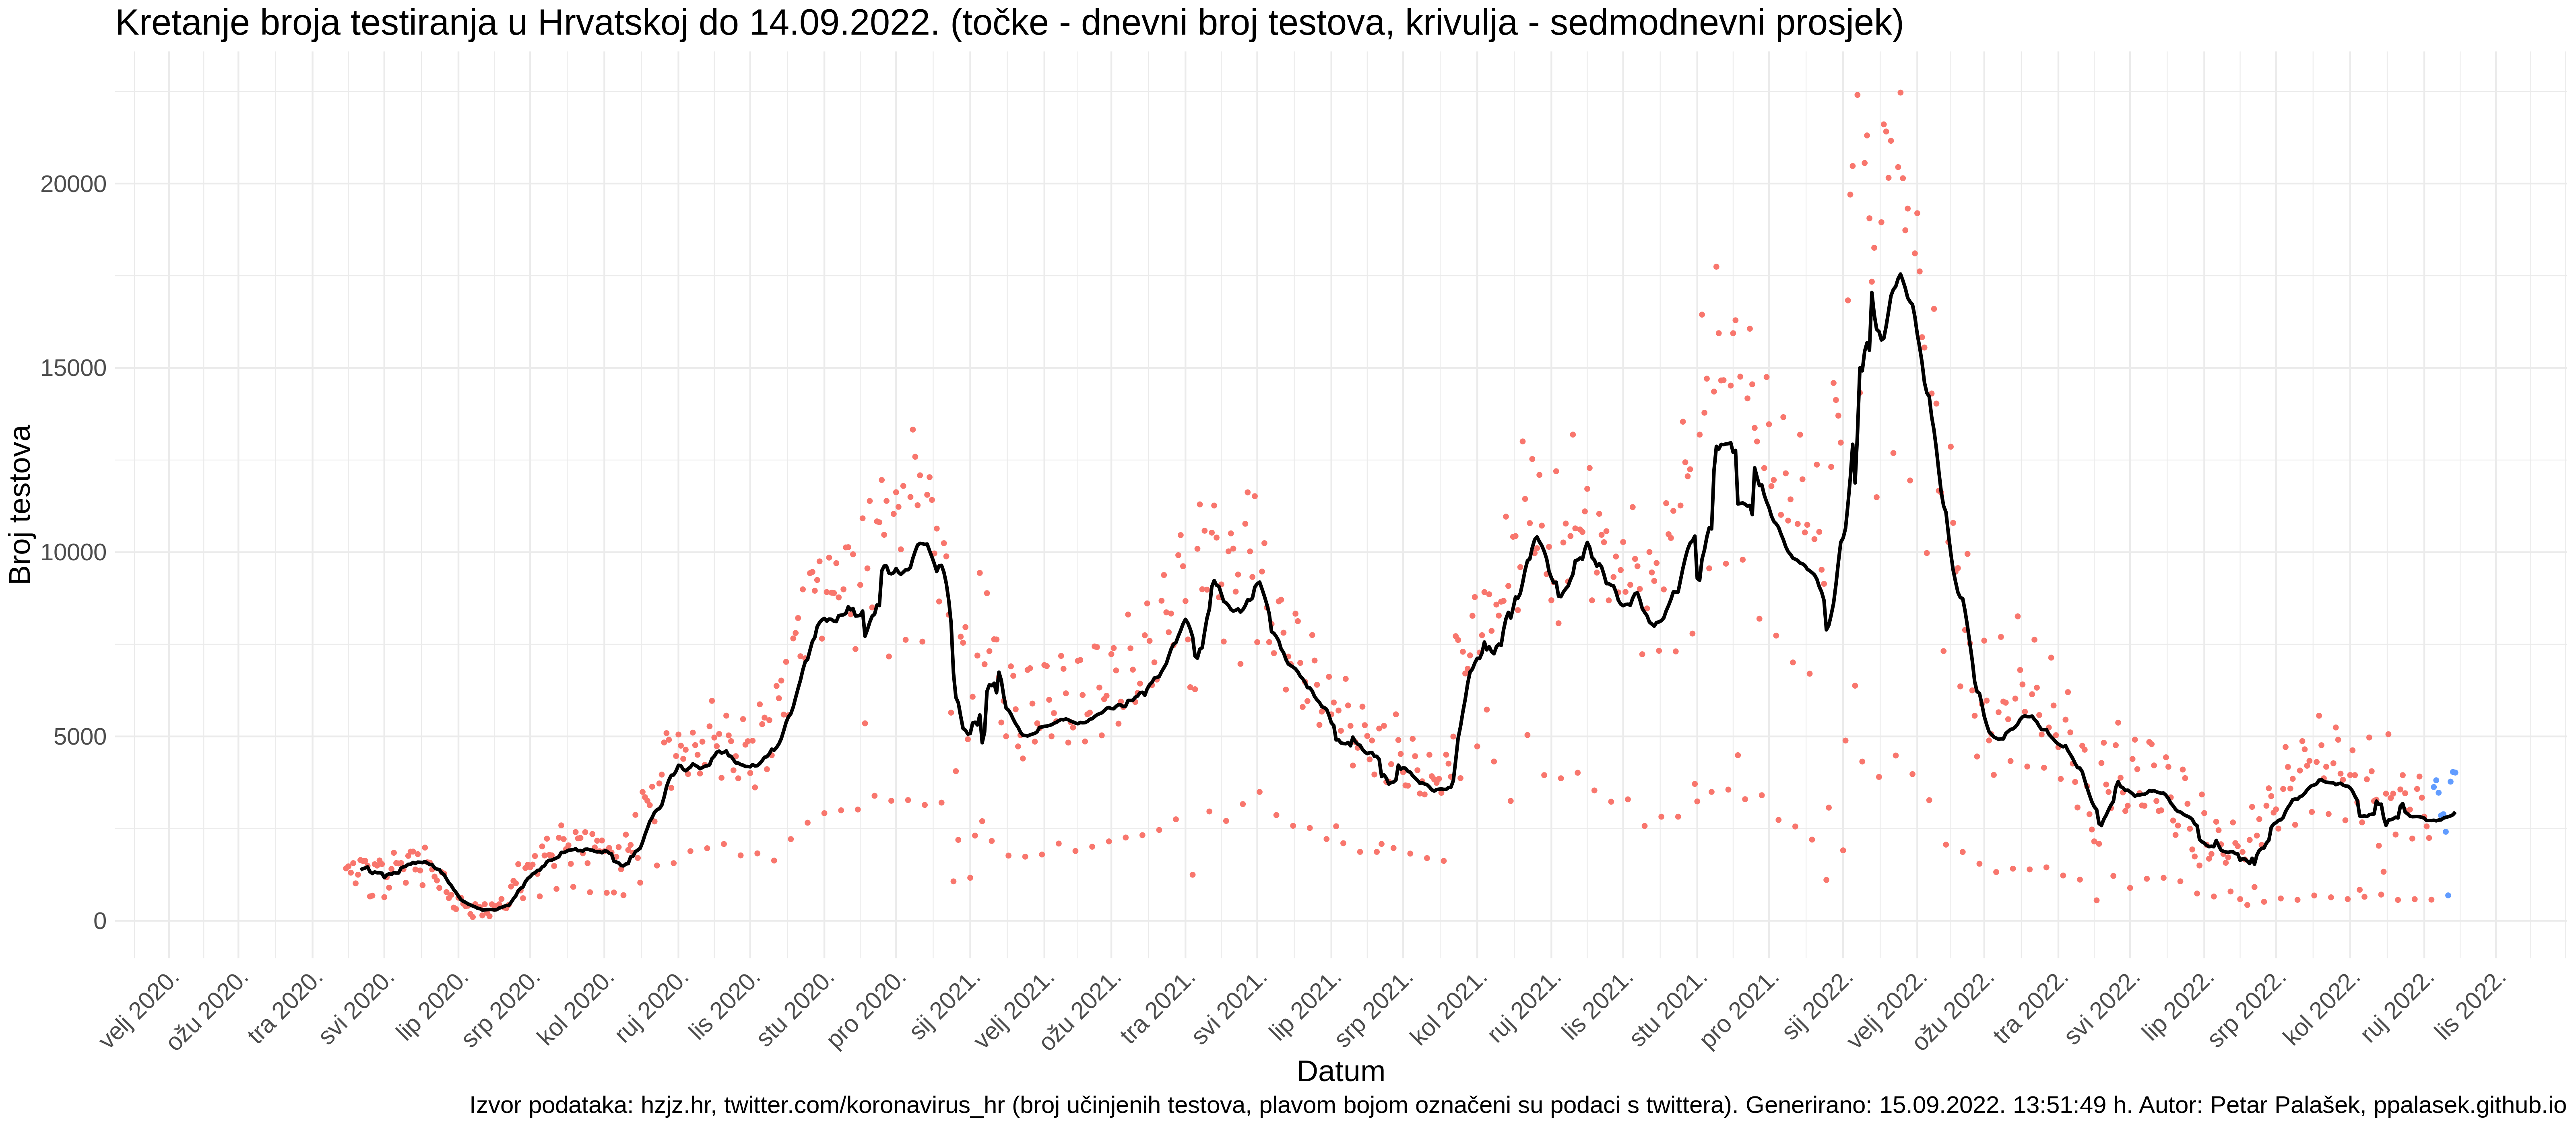 Kretanje broja testiranja u Hrvatskoj do 14.09.2022. (točke - dnevni broj testova, krivulja - sedmodnevni prosjek)
Broj testova
20000
15000
10000
5000
0
velj 2020.
ožu 2020.
tra 2020.
svi 2020.
lip 2020.
srp 2020.
kol 2020.
ruj 2020.
lis 2020.
stu 2020.
pro 2020.
sij 2021.
velj 2021.
ožu 2021.
tra 2021.
svi 2021.
lip 2021.
srp 2021.
kol 2021.
ruj 2021.
lis 2021.
stu 2021.
pro 2021.
sij 2022.
velj 2022.
ožu 2022.
tra 2022.
svi 2022.
lip 2022.
srp 2022.
kol 2022.
ruj 2022.
lis 2022.
Datum
Izvor podataka: hzjz.hr, twitter.com/koronavirus_hr (broj učinjenih testova, plavom bojom označeni su podaci s twittera). Generirano: 15.09.2022. 13:51:49 h. Autor: Petar Palašek, ppalasek.github.io